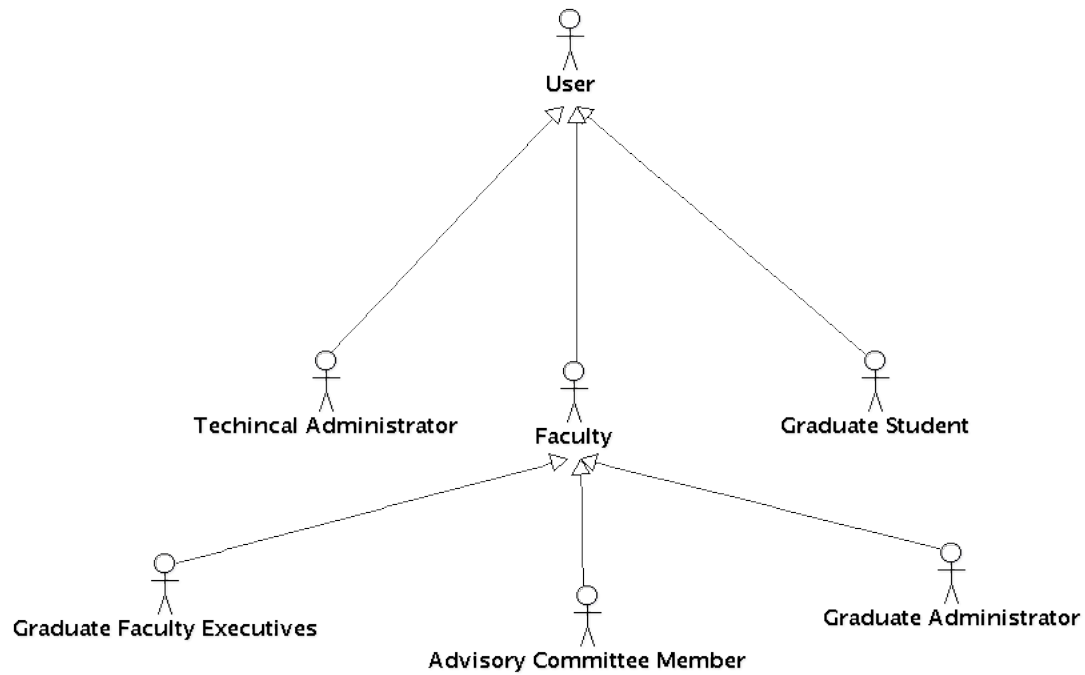 User
Techincal Administrator
Faculty
Graduate Student
Graduate Faculty Executives
Advisory Committee Member
Graduate Administrator